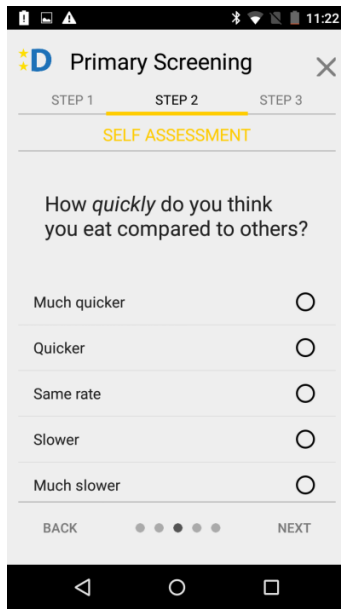 11:22
D Primary Screening
STEP 1 STEP 2 STEP 3
SELF ASSESSMENT
How quickly do you think
you eat compared to others?
Much quicker
Quicker
Same rate
Slower
Much slower
BACK NEXT